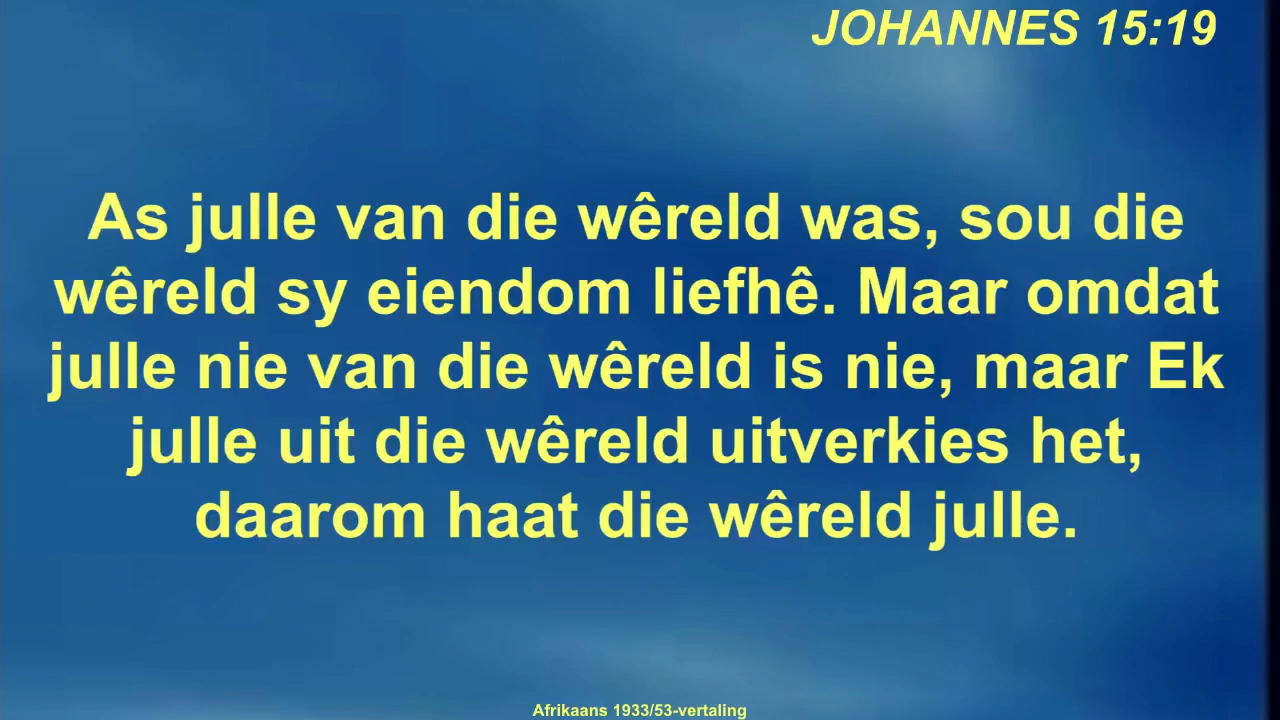 JOHANNES 15:19
As julle van die wêreld was, sou die
wêreld sy eiendom liefhê. Maar omdat
julle nie van die wêreld is nie, maar Ek
julle uit die wêreld uitverkies het,
daarom haat die wêreld julle.
Afrikaans 1933/53-vertaling